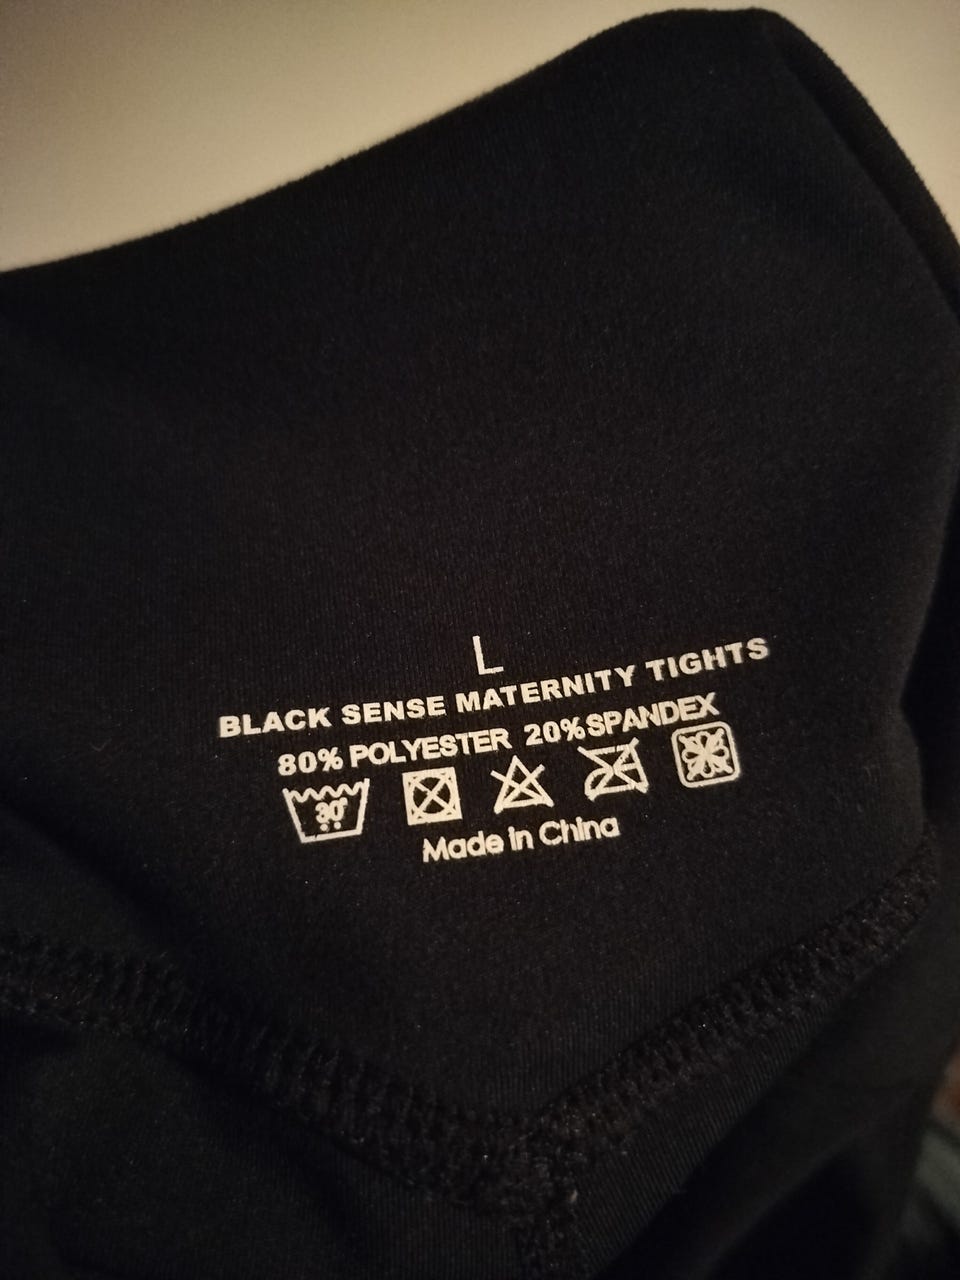 L
BLACK SENSE MATERNITY TIGHTS
80% POLYESTER 20%SPANDEX
30°
Made in China